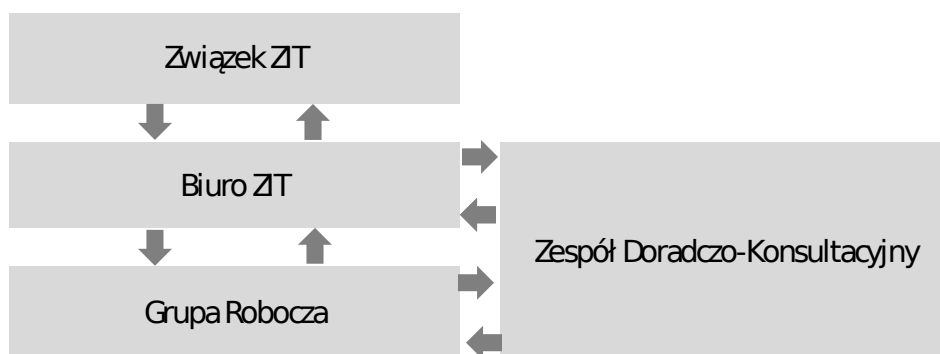 Związek ZIT
Biuro ZIT
Zespół Doradczo-Konsultacyjny
Grupa Robocza